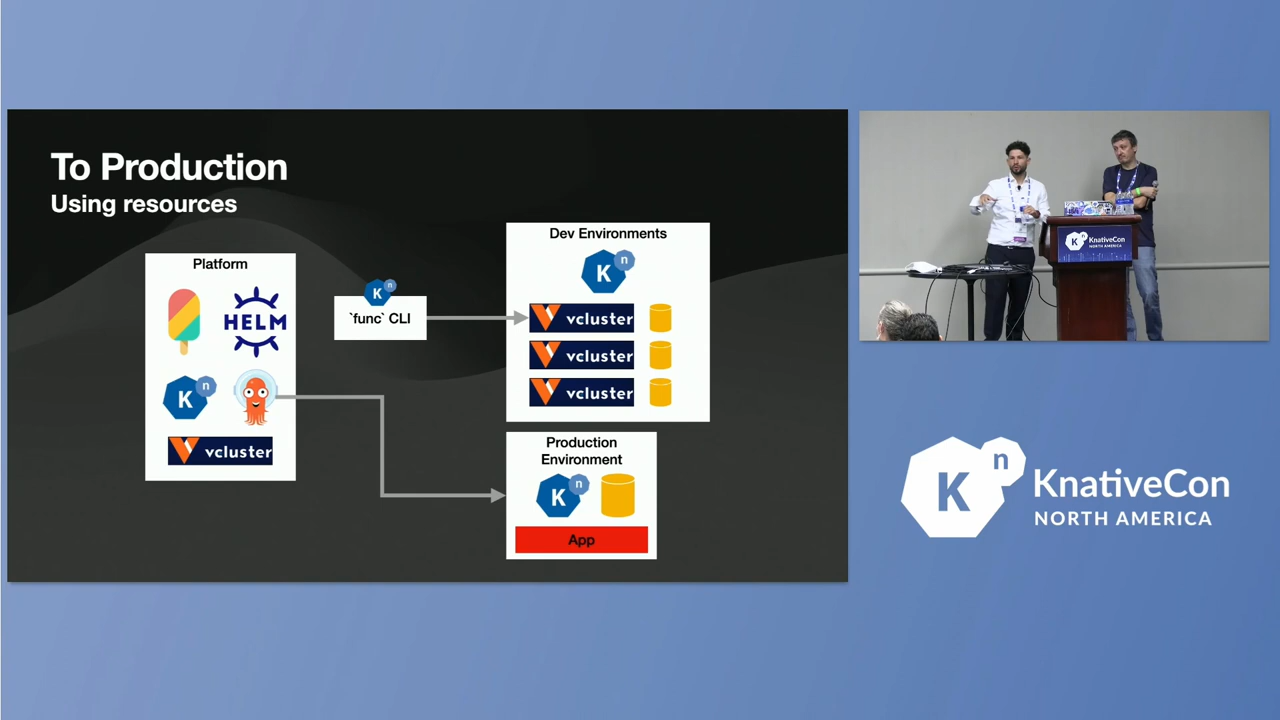 To Production
Using resources
Platform
HELM
K n
vcluster
K n
`func` CLI
Dev Environments
K n
vcluster
vcluster
vcluster
Production
Environment
K n
App
K n KnativeCon
NORTH AMERICA
K n KnativeCon
NORTH AMERICA